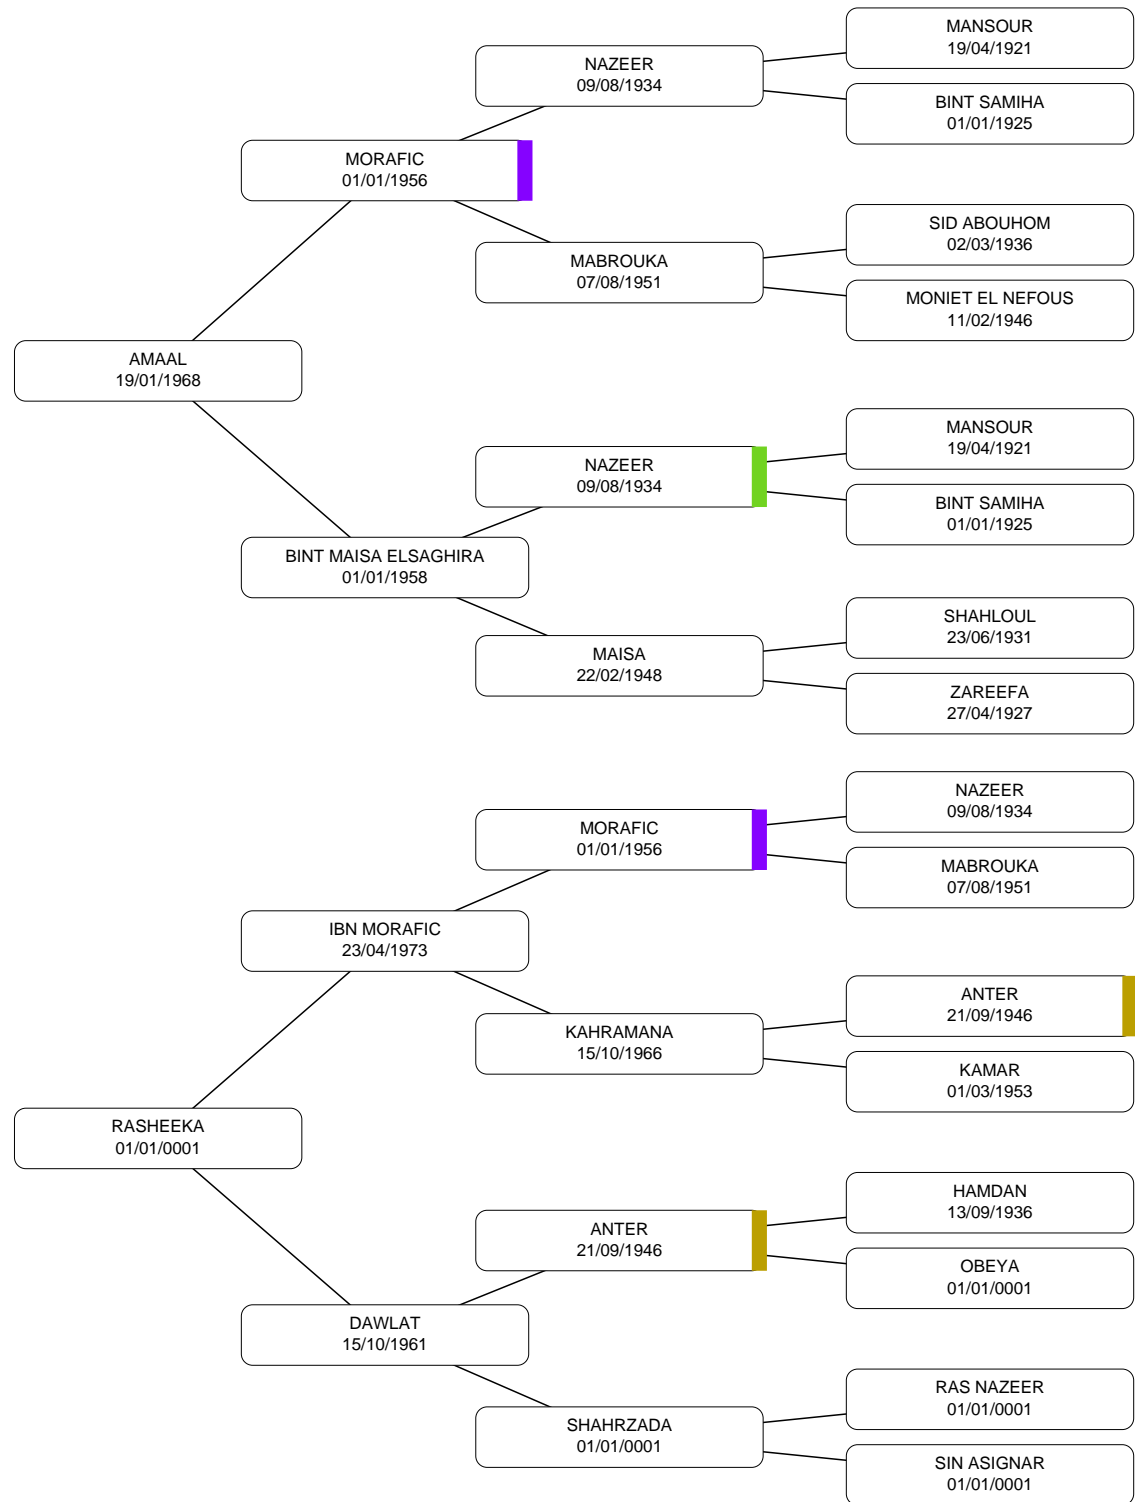 MANSOUR
19/04/1921
NAZEER
09/08/1934
BINT SAMIHA
01/01/1925
MORAFIC
01/01/1956
SID ABOUHOM
02/03/1936
MABROUKA
07/08/1951
MONIET EL NEFOUS
11/02/1946
AMAAL
19/01/1968
MANSOUR
19/04/1921
NAZEER
09/08/1934
BINT SAMIHA
01/01/1925
BINT MAISA ELSAGHIRA
01/01/1958
SHAHLOUL
23/06/1931
MAISA
22/02/1948
ZAREEFA
27/04/1927
NAZEER
09/08/1934
MORAFIC
01/01/1956
MABROUKA
07/08/1951
IBN MORAFIC
23/04/1973
ANTER
21/09/1946
KAHRAMANA
15/10/1966
KAMAR
01/03/1953
RASHEEKA
01/01/0001
HAMDAN
13/09/1936
ANTER
21/09/1946
OBEYA
01/01/0001
DAWLAT
15/10/1961
RAS NAZEER
01/01/0001
SHAHRZADA
01/01/0001
SIN ASIGNAR
01/01/0001